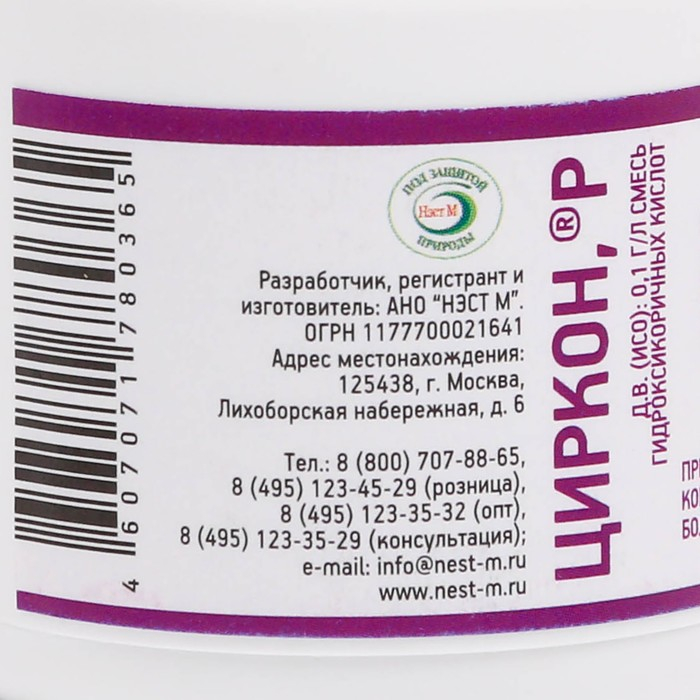 ПОД ЗАЩИТОЙ
Нэст М
ПРИРОДЫ
Разработчик, регистрант и
изготовитель: АНО "НЭСТ М".
ОГРН 1177700021641
Адрес местонахождения:
125438, г. Москва,
Лихоборская набережная, д. 6
Тел.: 8 (800) 707-88-65,
8 (495) 123-45-29 (розница),
8 (495) 123-35-32 (опт),
8 (495) 123-35-29 (консультация);
e-mail: info@nest-m.ru
www.nest-m.ru
4 607071 780365
ЦИРКОН,®Р
Д.В. (ИСО): 0,1 Г/Л СМЕСЬ
ГИДРОКСИКОРИЧНЫХ КИСЛОТ